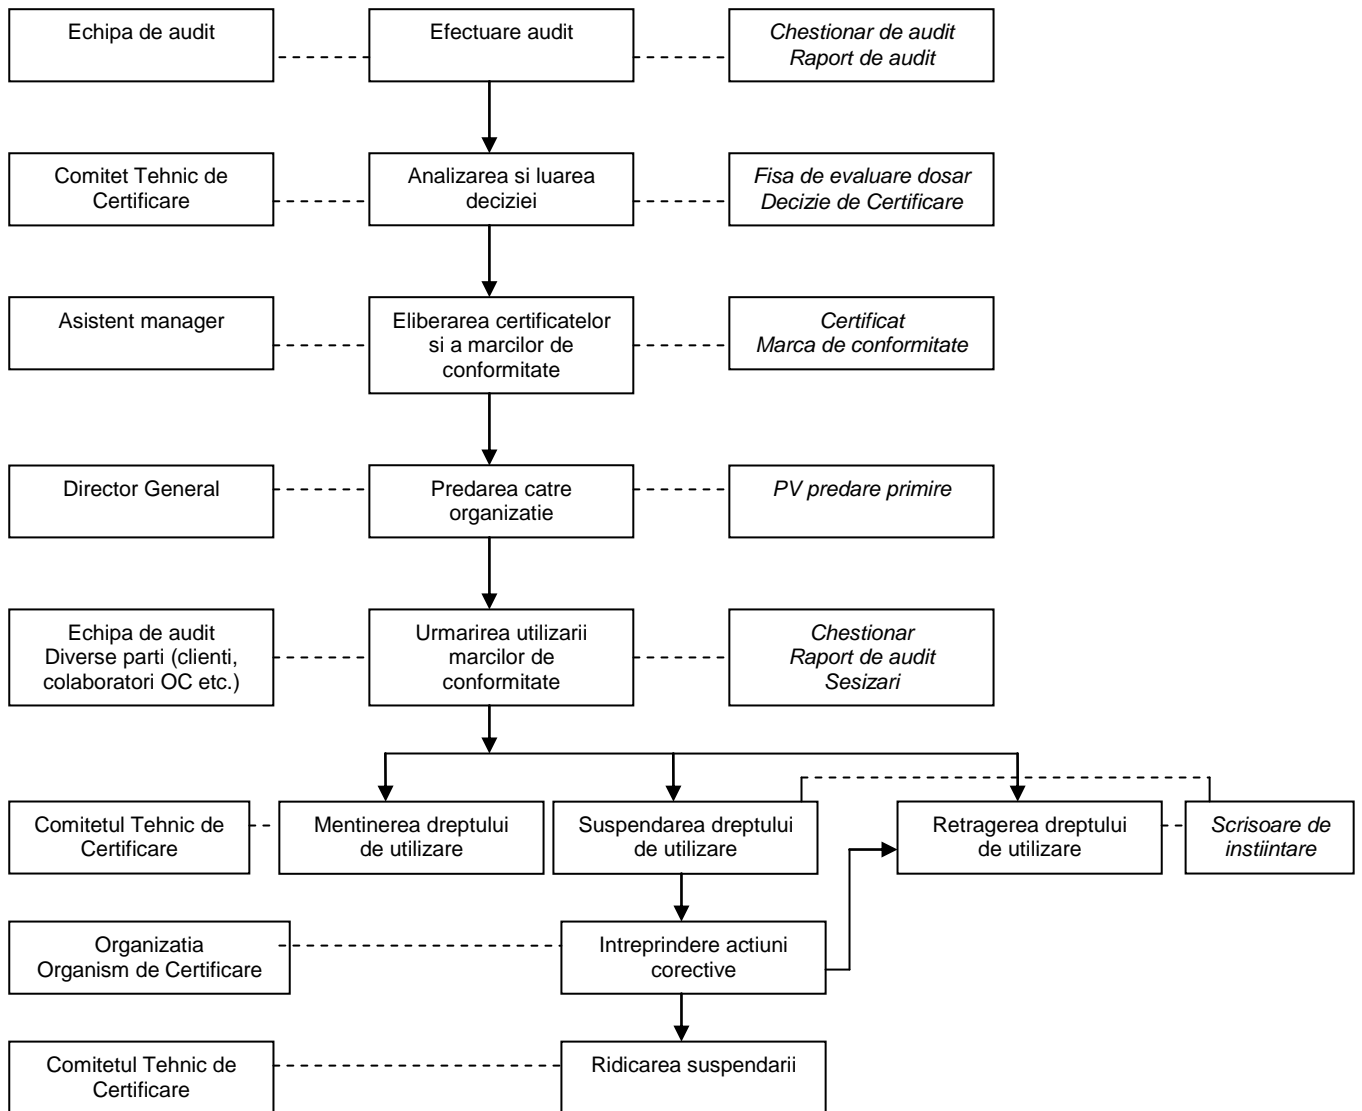 Echipa de audit
Efectuare audit
Chestionar de audit
Raport de audit
Comitet Tehnic de
Certificare
Analizarea si luarea
deciziei
Fisa de evaluare dosar
Decizie de Certificare
Asistent manager
Eliberarea certificatelor
si a marcilor de
conformitate
Certificat
Marca de conformitate
Director General
Predarea catre
organizatie
PV predare primire
Echipa de audit
Diverse parti (clienti,
colaboratori OC etc.)
Urmarirea utilizarii
marcilor de
conformitate
Chestionar
Raport de audit
Sesizari
Comitetul Tehnic de
Certificare
Mentinerea dreptului
de utilizare
Suspendarea dreptului
de utilizare
Retragerea dreptului
de utilizare
Scrisoare de
instiintare
Organizatia
Organism de Certificare
Intreprindere actiuni
corective
Comitetul Tehnic de
Certificare
Ridicarea suspendarii